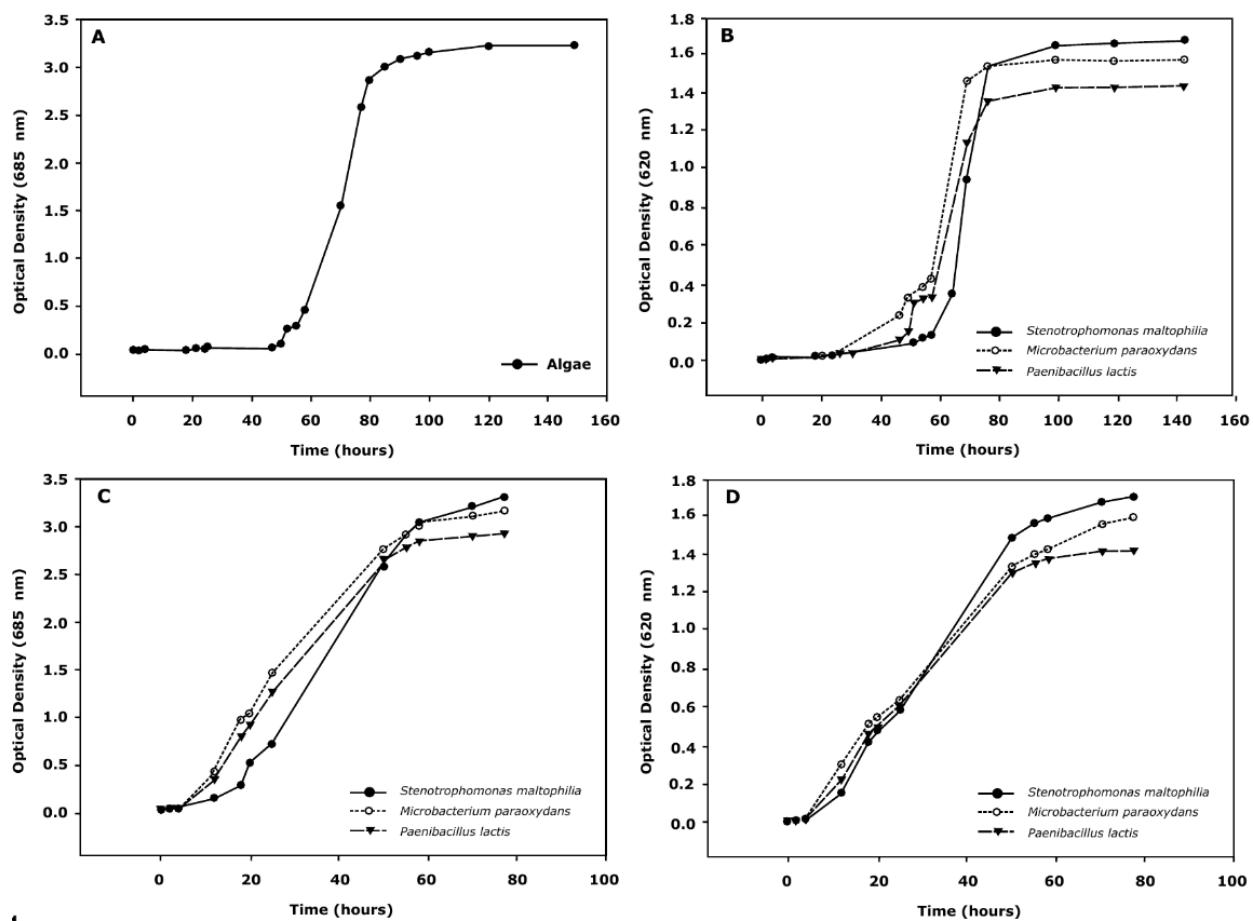 A
Optical Density (685 nm)
3.5
3.0
2.5
2.0
1.5
1.0
0.5
0.0
Algae
0 20 40 60 80 100 120 140 160
Time (hours)
B
Optical Density (620 nm)
1.8
1.6
1.4
1.2
1.0
0.8
0.6
0.4
0.2
0.0
Stenotrophomonas maltophilia
Microbacterium paraoxydans
Paenibacillus lactis
0 20 40 60 80 100 120 140 160
Time (hours)
C
Optical Density (685 nm)
3.5
3.0
2.5
2.0
1.5
1.0
0.5
0.0
Stenotrophomonas maltophilia
Microbacterium paraoxydans
Paenibacillus lactis
0 20 40 60 80 100
Time (hours)
D
Optical Density (620 nm)
1.8
1.6
1.4
1.2
1.0
0.8
0.6
0.4
0.2
0.0
Stenotrophomonas maltophilia
Microbacterium paraoxydans
Paenibacillus lactis
0 20 40 60 80 100
Time (hours)